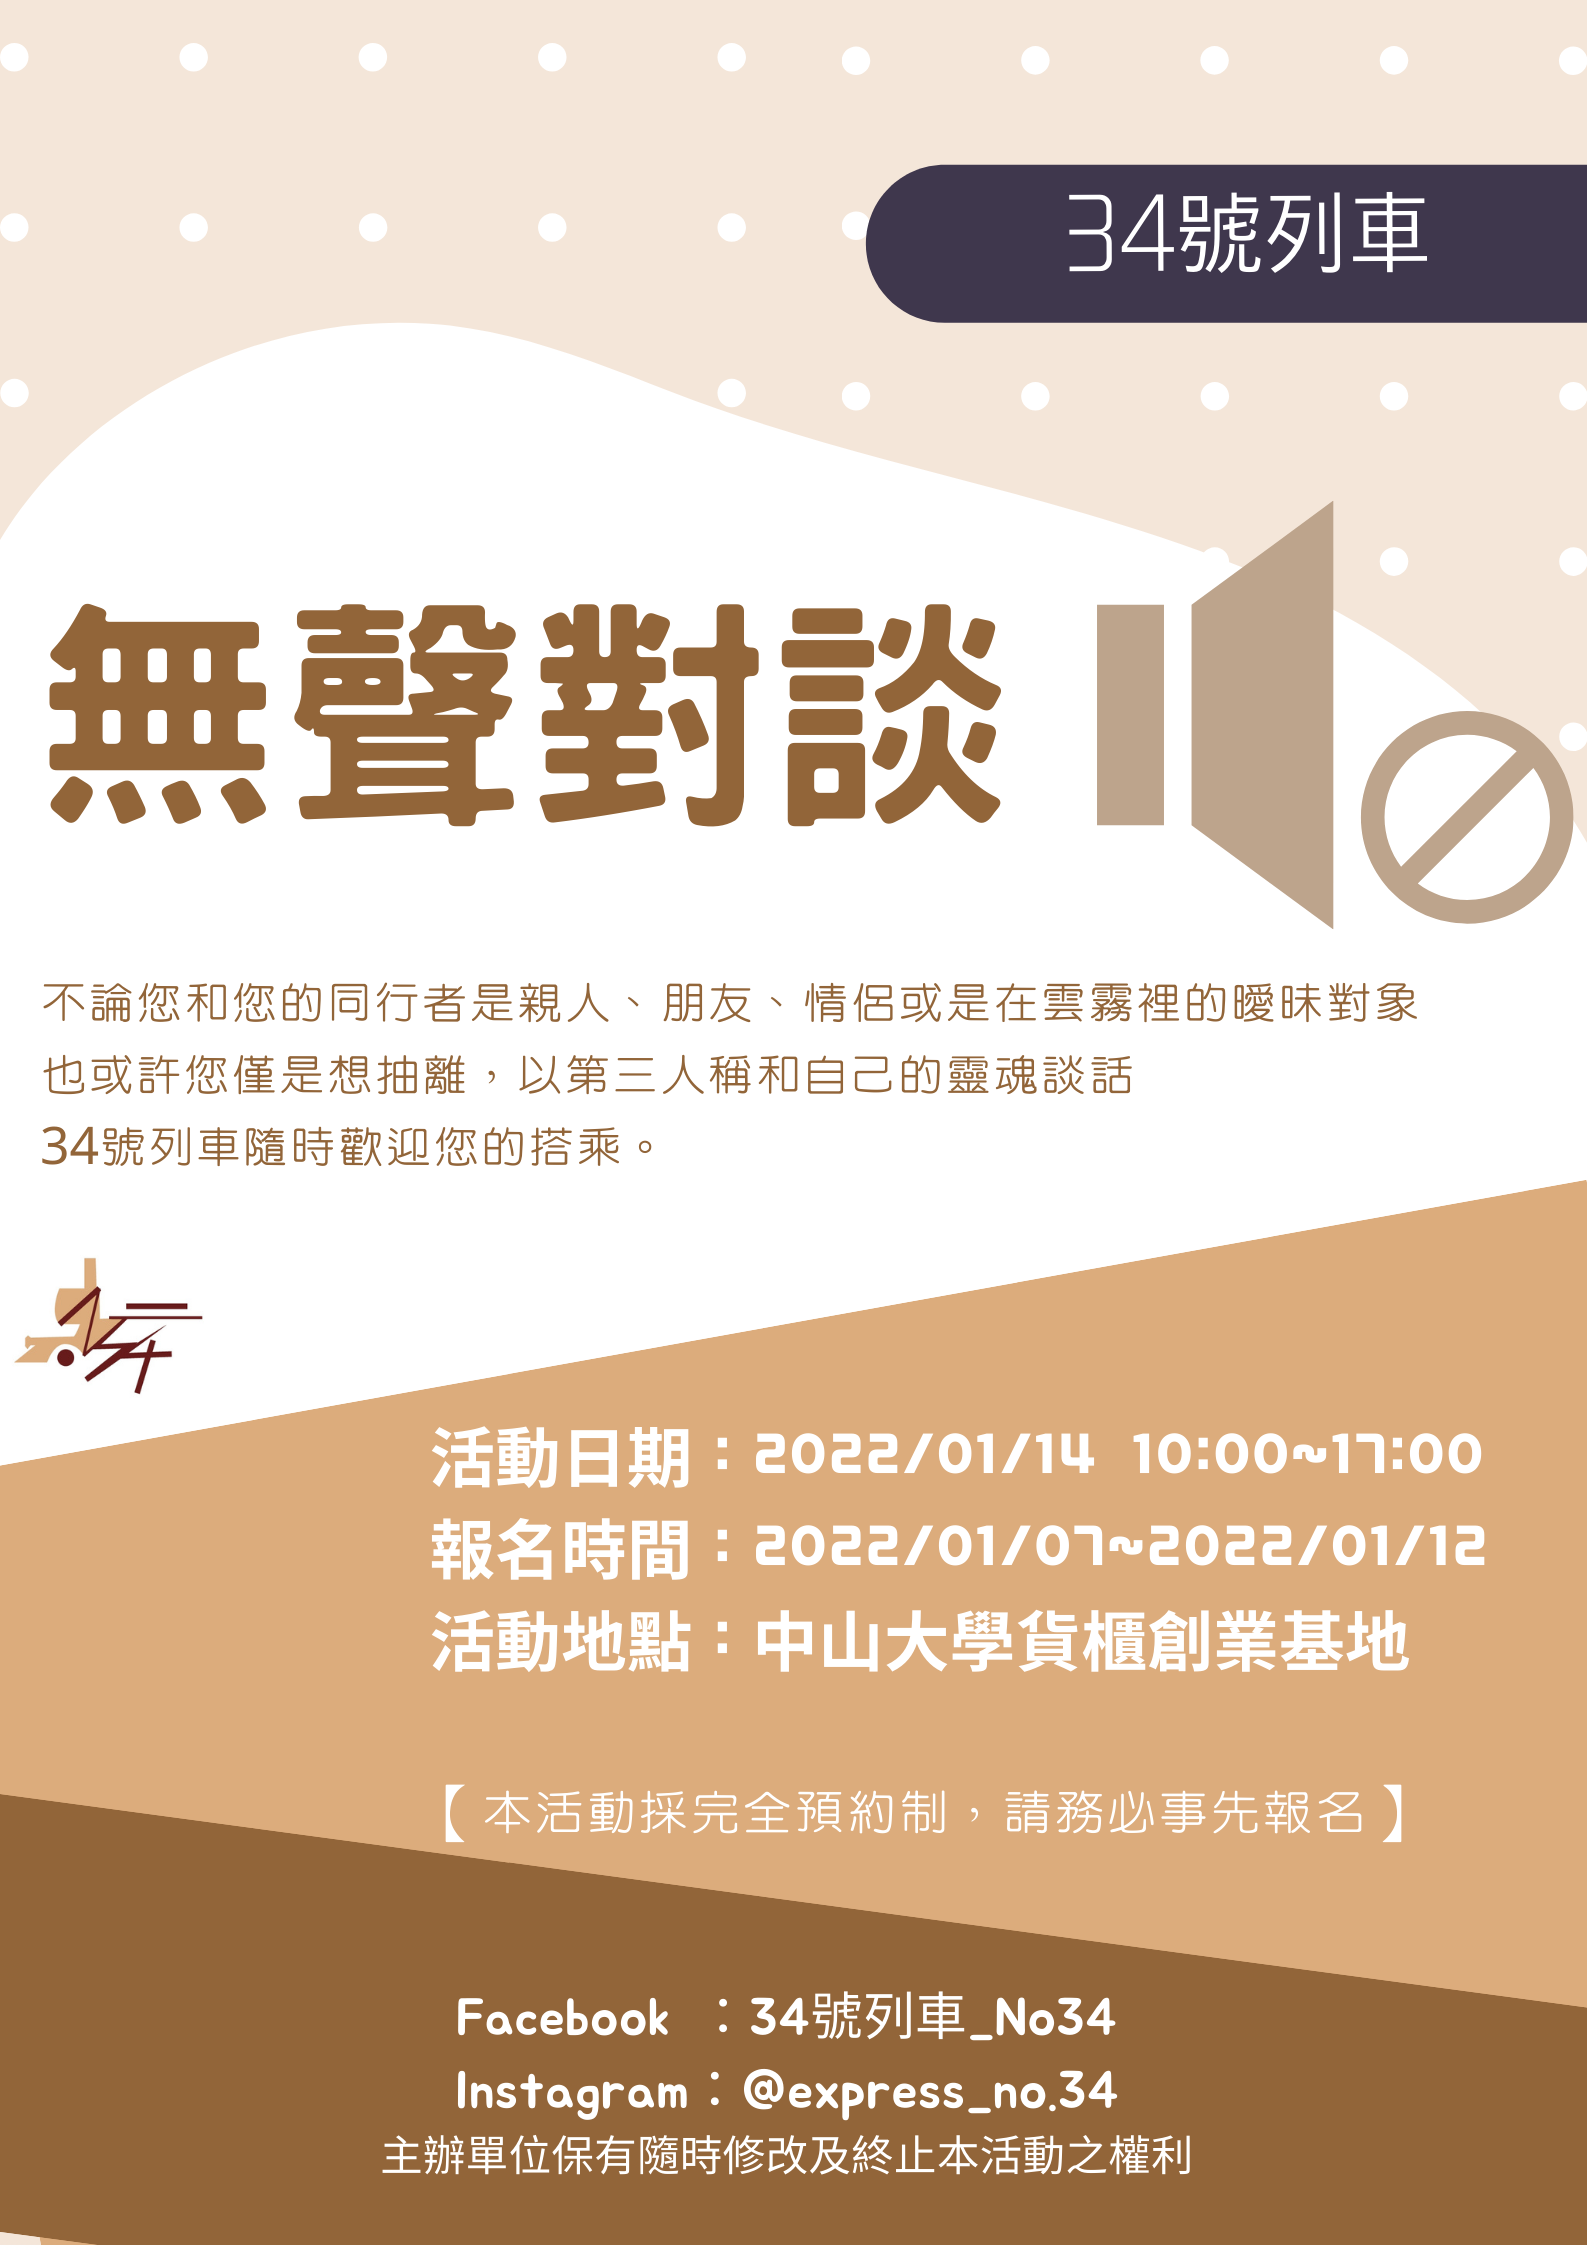 34號列車
無聲對談
不論您和您的同行者是親人、朋友、情侶或是在雲霧裡的曖昧對象
也或許您僅是想抽離，以第三人稱和自己的靈魂談話
34號列車隨時歡迎您的搭乘。
活動日期：2022/01/14 10:00~17:00
報名時間：2022/01/07~2022/01/12
活動地點：中山大學貨櫃創業基地
【本活動採完全預約制，請務必事先報名】
Facebook ：34號列車_No34
Instagram：@express_no.34
主辦單位保有隨時修改及終止本活動之權利